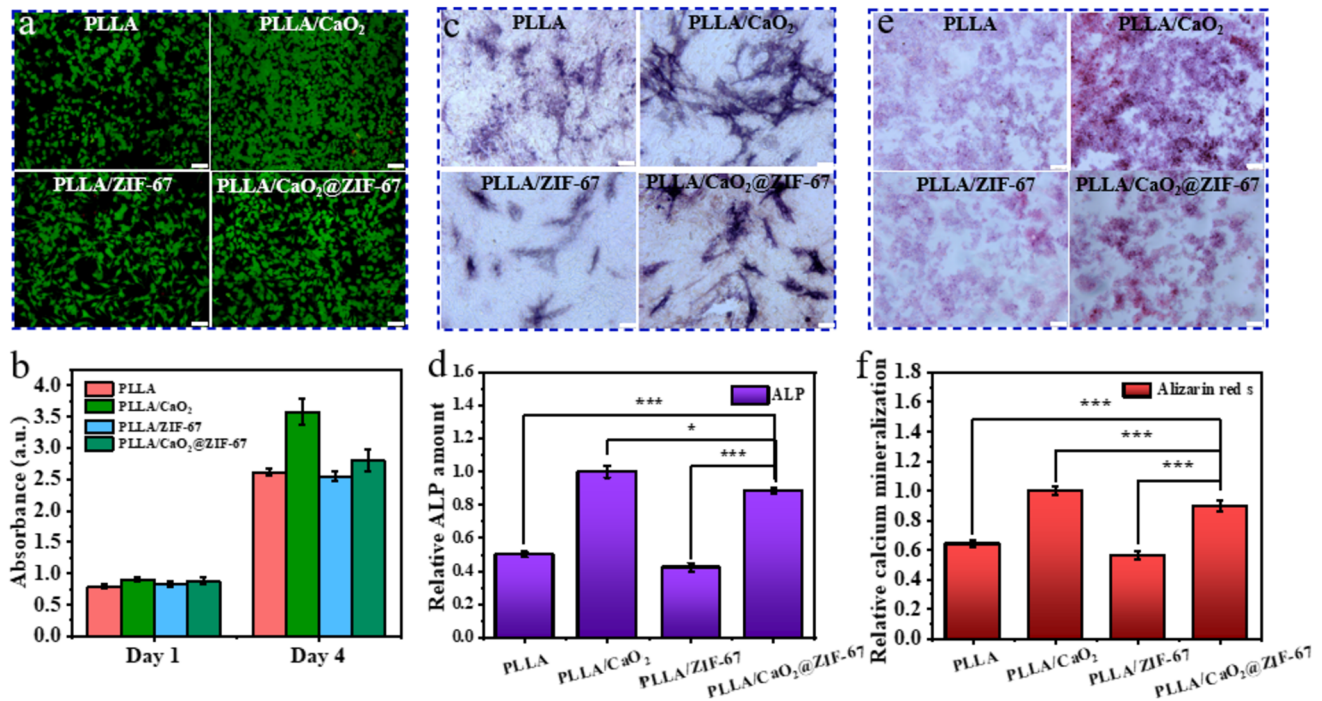 a
PLLA
PLLA/CaO₂
PLLA/ZIF-67
PLLA/CaO₂@ZIF-67
c
PLLA
PLLA/CaO₂
PLLA/ZIF-67
PLLA/CaO₂@ZIF-67
e
PLLA
PLLA/CaO₂
PLLA/ZIF-67
PLLA/CaO₂@ZIF-67
b
Absorbance (a.u.)
4.0
3.5
3.0
2.5
2.0
1.5
1.0
0.5
0.0
PLLA
PLLA/CaO₂
PLLA/ZIF-67
PLLA/CaO₂@ZIF-67
Day 1
Day 4
d
Relative ALP amount
1.6
1.4
1.2
1.0
0.8
0.6
0.4
0.2
0.0
ALP
***
*
***
PLLA
PLLA/CaO₂
PLLA/ZIF-67
PLLA/CaO₂@ZIF-67
f
Relative calcium mineralization
1.8
1.6
1.4
1.2
1.0
0.8
0.6
0.4
0.2
0.0
Alizarin red s
***
***
***
PLLA
PLLA/CaO₂
PLLA/ZIF-67
PLLA/CaO₂@ZIF-67